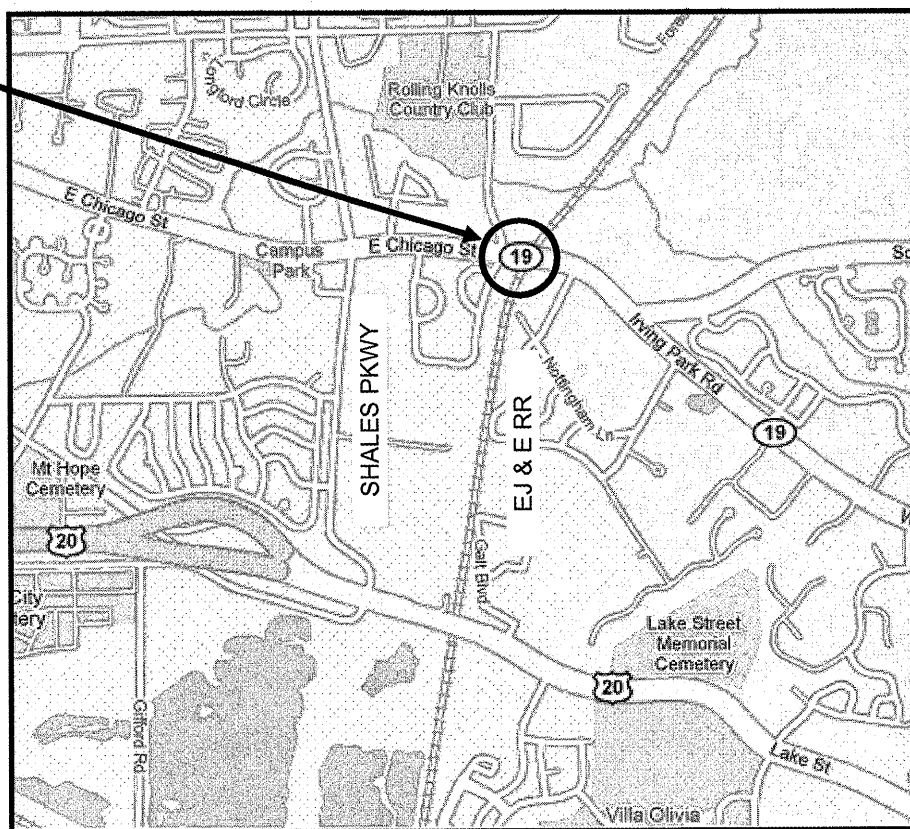 Longford Circle
Rolling Knolls
Country Club
E Chicago St
Campus
Park
E Chicago St
19
Irving Park Rd
SHALES PKWY
EJ & E RR
Nottingham Ln
19
Mt Hope
Cemetery
20
City
Galt Blvd
Lake Street
Memorial
Cemetery
20
Gifford Rd
Lake St
Villa Olivia